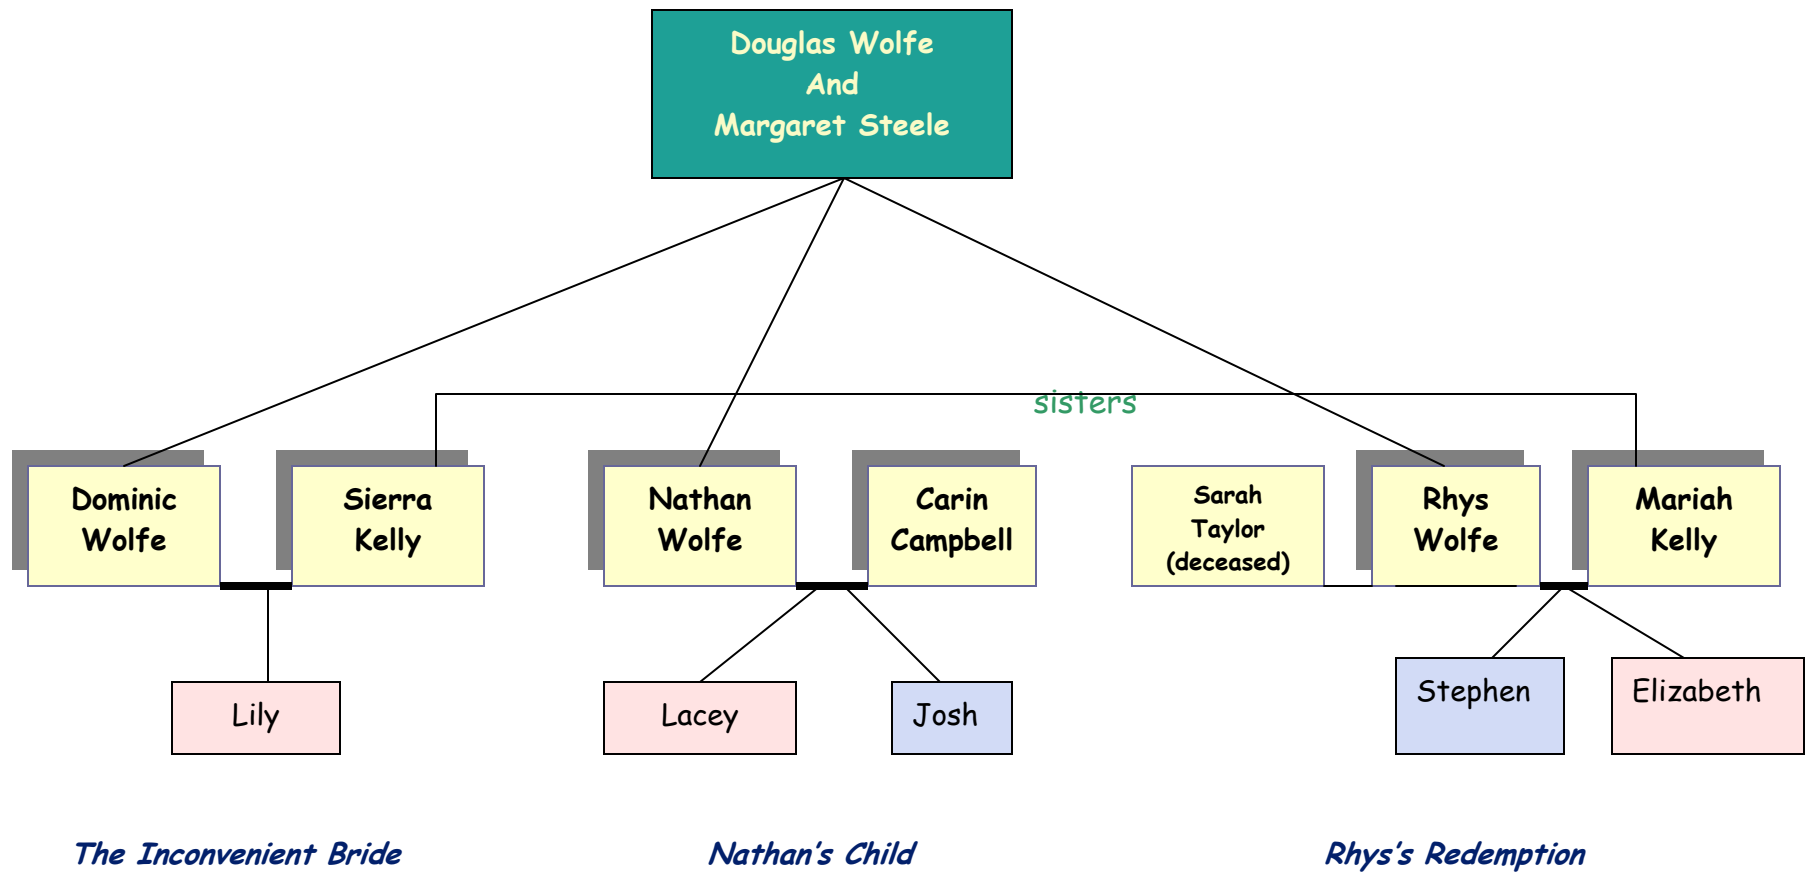 Douglas Wolfe
And
Margaret Steele
sisters
Dominic
Wolfe
Sierra
Kelly
Nathan
Wolfe
Carin
Campbell
Sarah
Taylor
(deceased)
Rhys
Wolfe
Mariah
Kelly
Lily
Lacey
Josh
Stephen
Elizabeth
The Inconvenient Bride
Nathan's Child
Rhys's Redemption